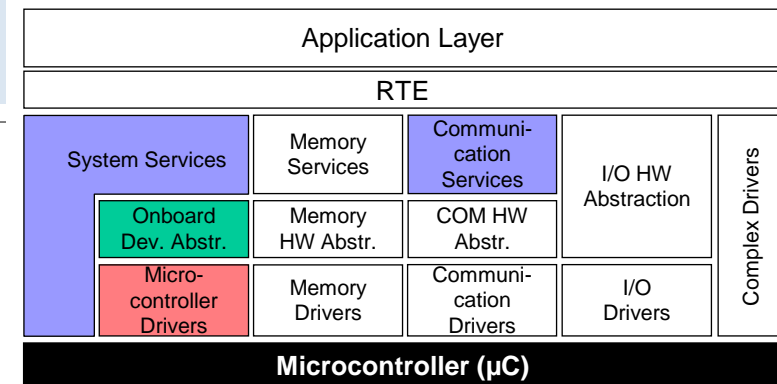 Application Layer
RTE
System Services
Memory
Services
Communi-
cation
Services
I/O HW
Abstraction
Complex Drivers
Onboard
Dev. Abstr.
Memory
HW Abstr.
COM HW
Abstr.
Micro-
controller
Drivers
Memory
Drivers
Communi-
cation
Drivers
I/O
Drivers
Microcontroller (µC)